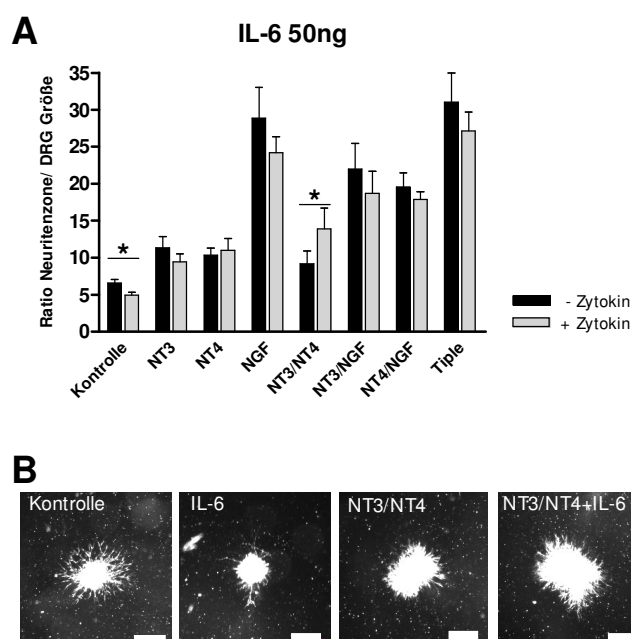 A
IL-6 50ng
Ratio Neuritenzone/ DRG Größe
35
30
25
20
15
10
5
0
*
*
Kontrolle
NT3
NT4
NGF
NT3/NT4
NT3/NGF
NT4/NGF
Tiple
- Zytokin
+ Zytokin
B
Kontrolle
IL-6
NT3/NT4
NT3/NT4+IL-6